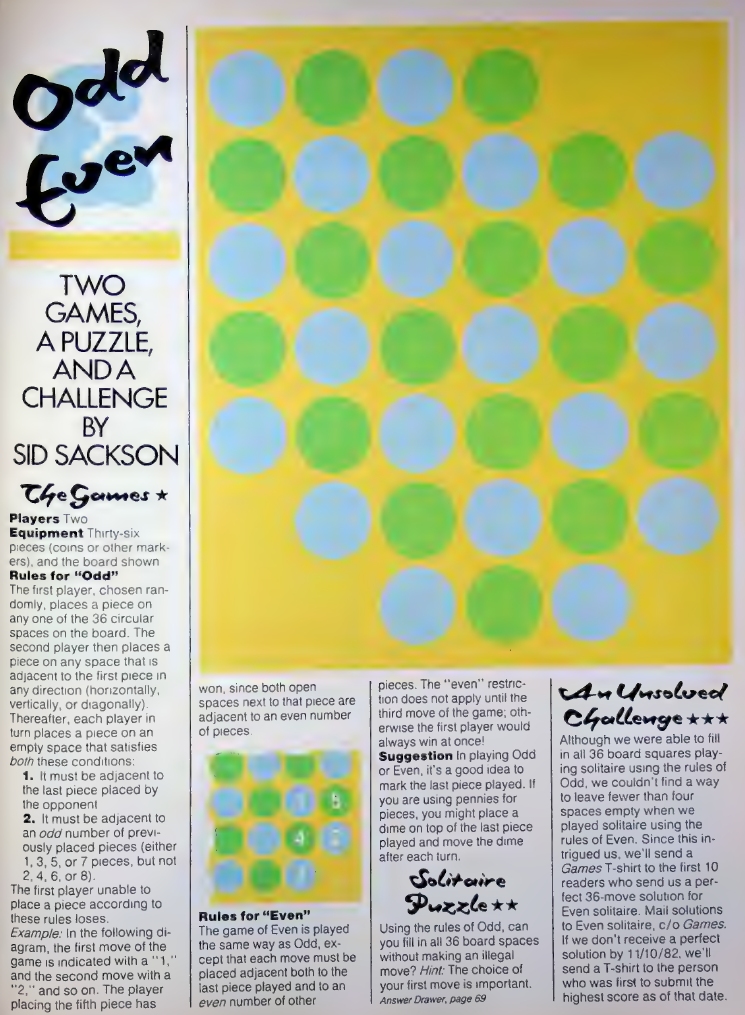 Odd
Even
TWO
GAMES,
A PUZZLE,
AND A
CHALLENGE
BY
SID SACKSON
The Games ★
Players Two
Equipment Thirty-six
pieces (coins or other mark-
ers), and the board shown
Rules for "Odd"
The first player, chosen ran-
domly, places a piece on
any one of the 36 circular
spaces on the board. The
second player then places a
piece on any space that is
adjacent to the first piece in
any direction (horizontally,
vertically, or diagonally).
Thereafter, each player in
turn places a piece on an
empty space that satisfies
both these conditions:
1. It must be adjacent to
the last piece placed by
the opponent
2. It must be adjacent to
an odd number of previ-
ously placed pieces (either
1, 3, 5, or 7 pieces, but not
2, 4, 6, or 8).
The first player unable to
place a piece according to
these rules loses.
Example: In the following di-
agram, the first move of the
game is indicated with a "1,"
and the second move with a
"2," and so on. The player
placing the fifth piece has
won, since both open
spaces next to that piece are
adjacent to an even number
of pieces.
5
4
Rules for "Even"
The game of Even is played
the same way as Odd, ex-
cept that each move must be
placed adjacent both to the
last piece played and to an
even number of other
pieces. The "even" restric-
tion does not apply until the
third move of the game; oth-
erwise the first player would
always win at once!
Suggestion In playing Odd
or Even, it's a good idea to
mark the last piece played. If
you are using pennies for
pieces, you might place a
dime on top of the last piece
played and move the dime
after each turn.
Solitaire
Puzzle ★★
Using the rules of Odd, can
you fill in all 36 board spaces
without making an illegal
move? Hint: The choice of
your first move is important.
Answer Drawer, page 69
An Unsolved
Challenge ★★★
Although we were able to fill
in all 36 board squares play-
ing solitaire using the rules of
Odd, we couldn't find a way
to leave fewer than four
spaces empty when we
played solitaire using the
rules of Even. Since this in-
trigued us, we'll send a
Games T-shirt to the first 10
readers who send us a per-
fect 36-move solution for
Even solitaire. Mail solutions
to Even solitaire, c/o Games.
If we don't receive a perfect
solution by 11/10/82, we'll
send a T-shirt to the person
who was first to submit the
highest score as of that date.